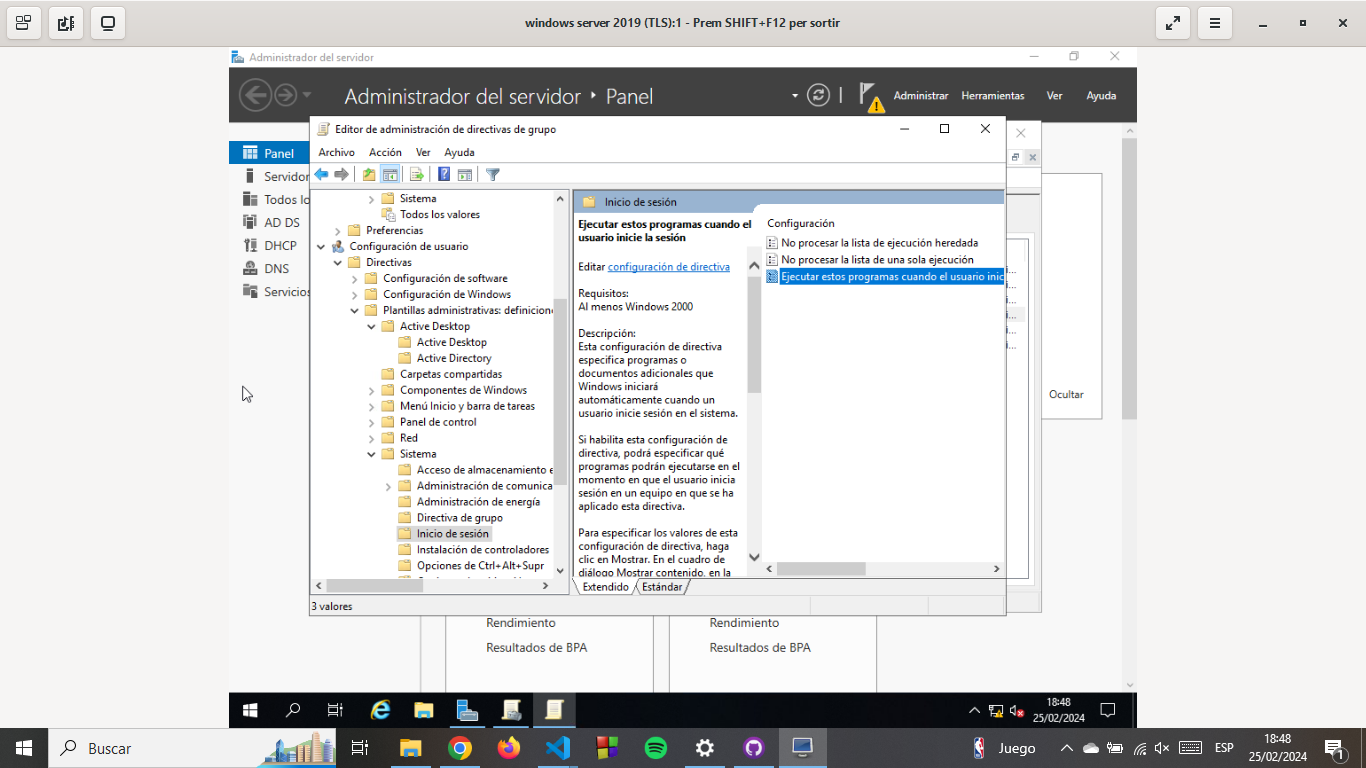 windows server 2019 (TLS):1 - Prem SHIFT+F12 per sortir
Administrador del servidor
Administrador del servidor
Panel
Administrar
Herramientas
Ver
Ayuda
Panel
Servidor
Todos lo
AD DS
DHCP
DNS
Servicios
Editor de administración de directivas de grupo
Archivo
Acción
Ver
Ayuda
Sistema
Todos los valores
Preferencias
Configuración de usuario
Directivas
Configuración de software
Configuración de Windows
Plantillas administrativas: definicion
Active Desktop
Active Desktop
Active Directory
Carpetas compartidas
Componentes de Windows
Menú Inicio y barra de tareas
Panel de control
Red
Sistema
Acceso de almacenamiento e
Administración de comunica
Administración de energía
Directiva de grupo
Inicio de sesión
Instalación de controladores
Opciones de Ctrl+Alt+Supr
Inicio de sesión
Ejecutar estos programas cuando el
usuario inicie la sesión
Editar configuración de directiva
Requisitos:
Al menos Windows 2000
Descripción:
Esta configuración de directiva
especifica programas o
documentos adicionales que
Windows iniciará
automáticamente cuando un
usuario inicie sesión en el sistema.
Si habilita esta configuración de
directiva, podrá especificar qué
programas podrán ejecutarse en el
momento en que el usuario inicia
sesión en un equipo en que se ha
aplicado esta directiva.
Para especificar los valores de esta
configuración de directiva, haga
clic en Mostrar. En el cuadro de
diálogo Mostrar contenido, en la
Configuración
No procesar la lista de ejecución heredada
No procesar la lista de una sola ejecución
Ejecutar estos programas cuando el usuario inic
Extendido
Estándar
3 valores
i...
i...
i...
i...
i...
i...
Ocultar
Rendimiento
Resultados de BPA
Rendimiento
Resultados de BPA
18:48
25/02/2024
Buscar
Juego
ESP
18:48
25/02/2024
1